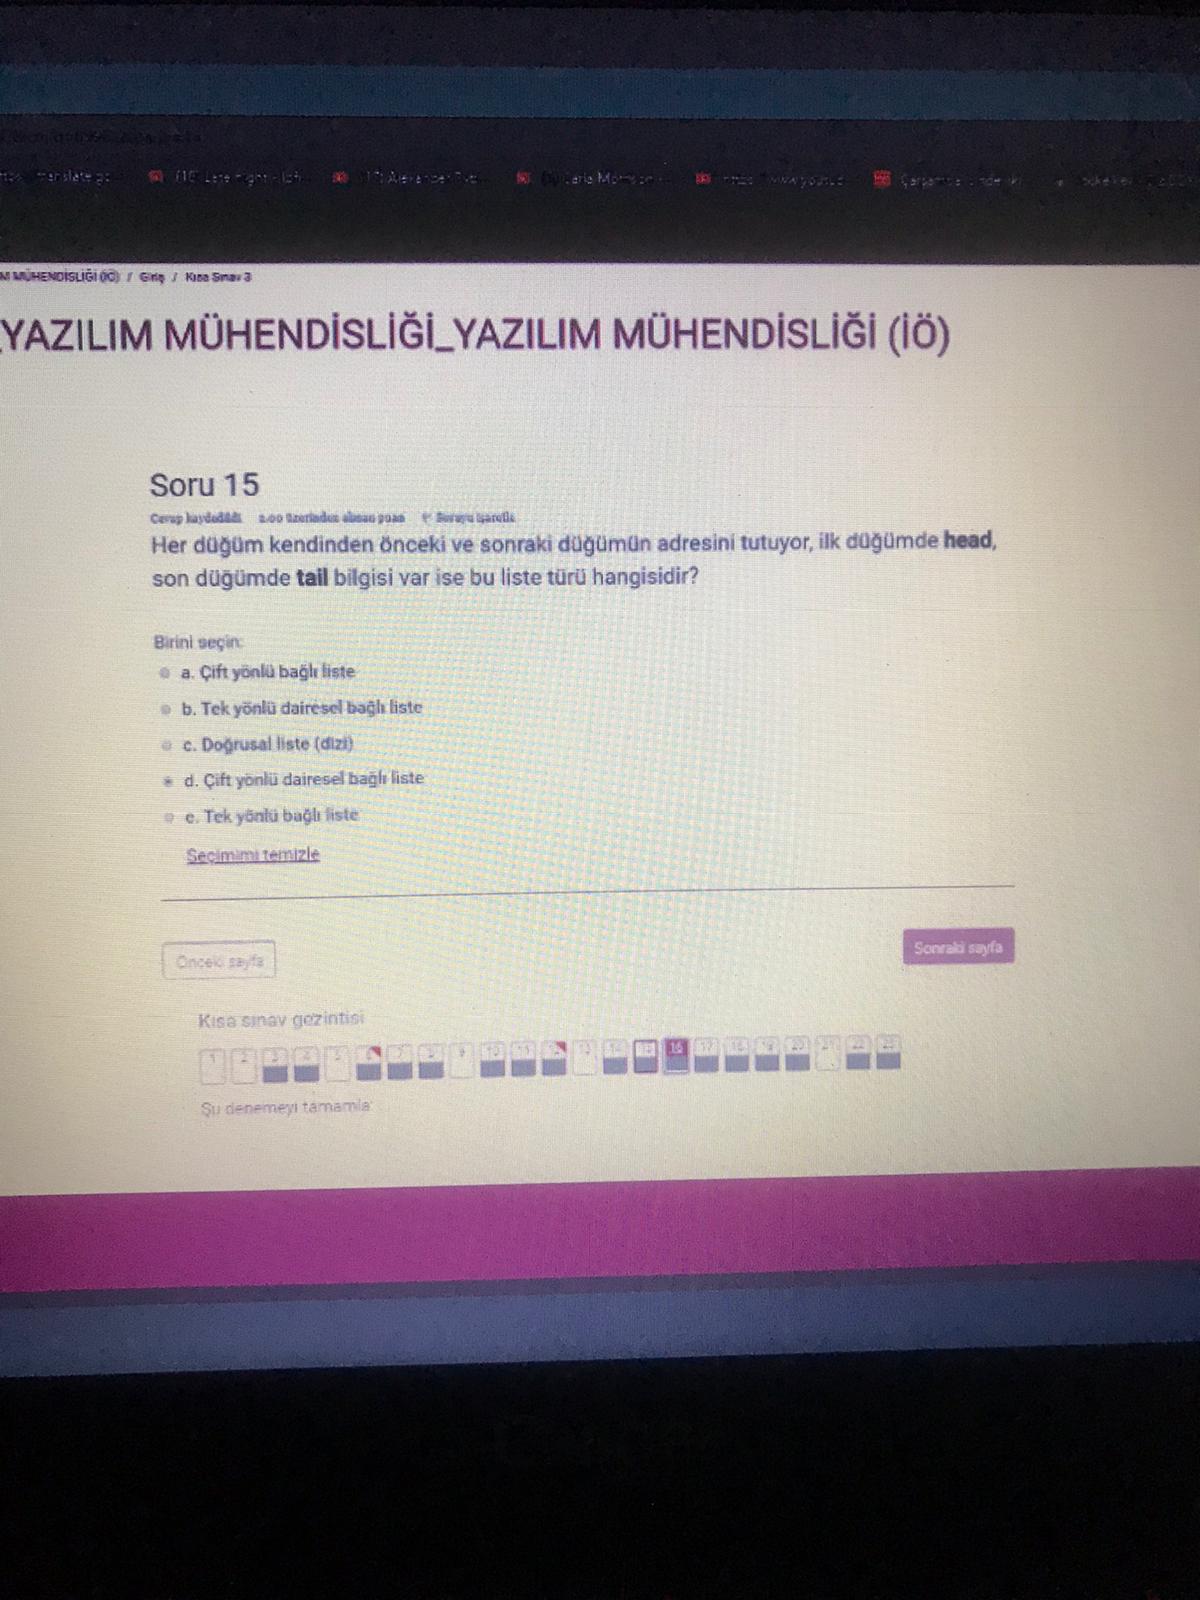 M MÜHENDİSLİĞİ (İÖ) / Giriş / Kısa Sınav 3
YAZILIM MÜHENDİSLİĞİ_YAZILIM MÜHENDİSLİĞİ (İÖ)
Soru 15
Cevap kaydedildi 2,00 üzerinden alınan puan Soruyu işaretle
Her düğüm kendinden önceki ve sonraki düğümün adresini tutuyor, ilk düğümde head,
son düğümde tail bilgisi var ise bu liste türü hangisidir?
Birini seçin:
a. Çift yönlü bağlı liste
b. Tek yönlü dairesel bağlı liste
c. Doğrusal liste (dizi)
d. Çift yönlü dairesel bağlı liste
e. Tek yönlü bağlı liste
Seçimimi temizle
Önceki sayfa
Sonraki sayfa
Kısa sınav gezintisi
1 2 3 4 5 6 7 8 9 10 11 12 13 14 15 16 17 18 19 20 21 22 23
Şu denemeyi tamamla